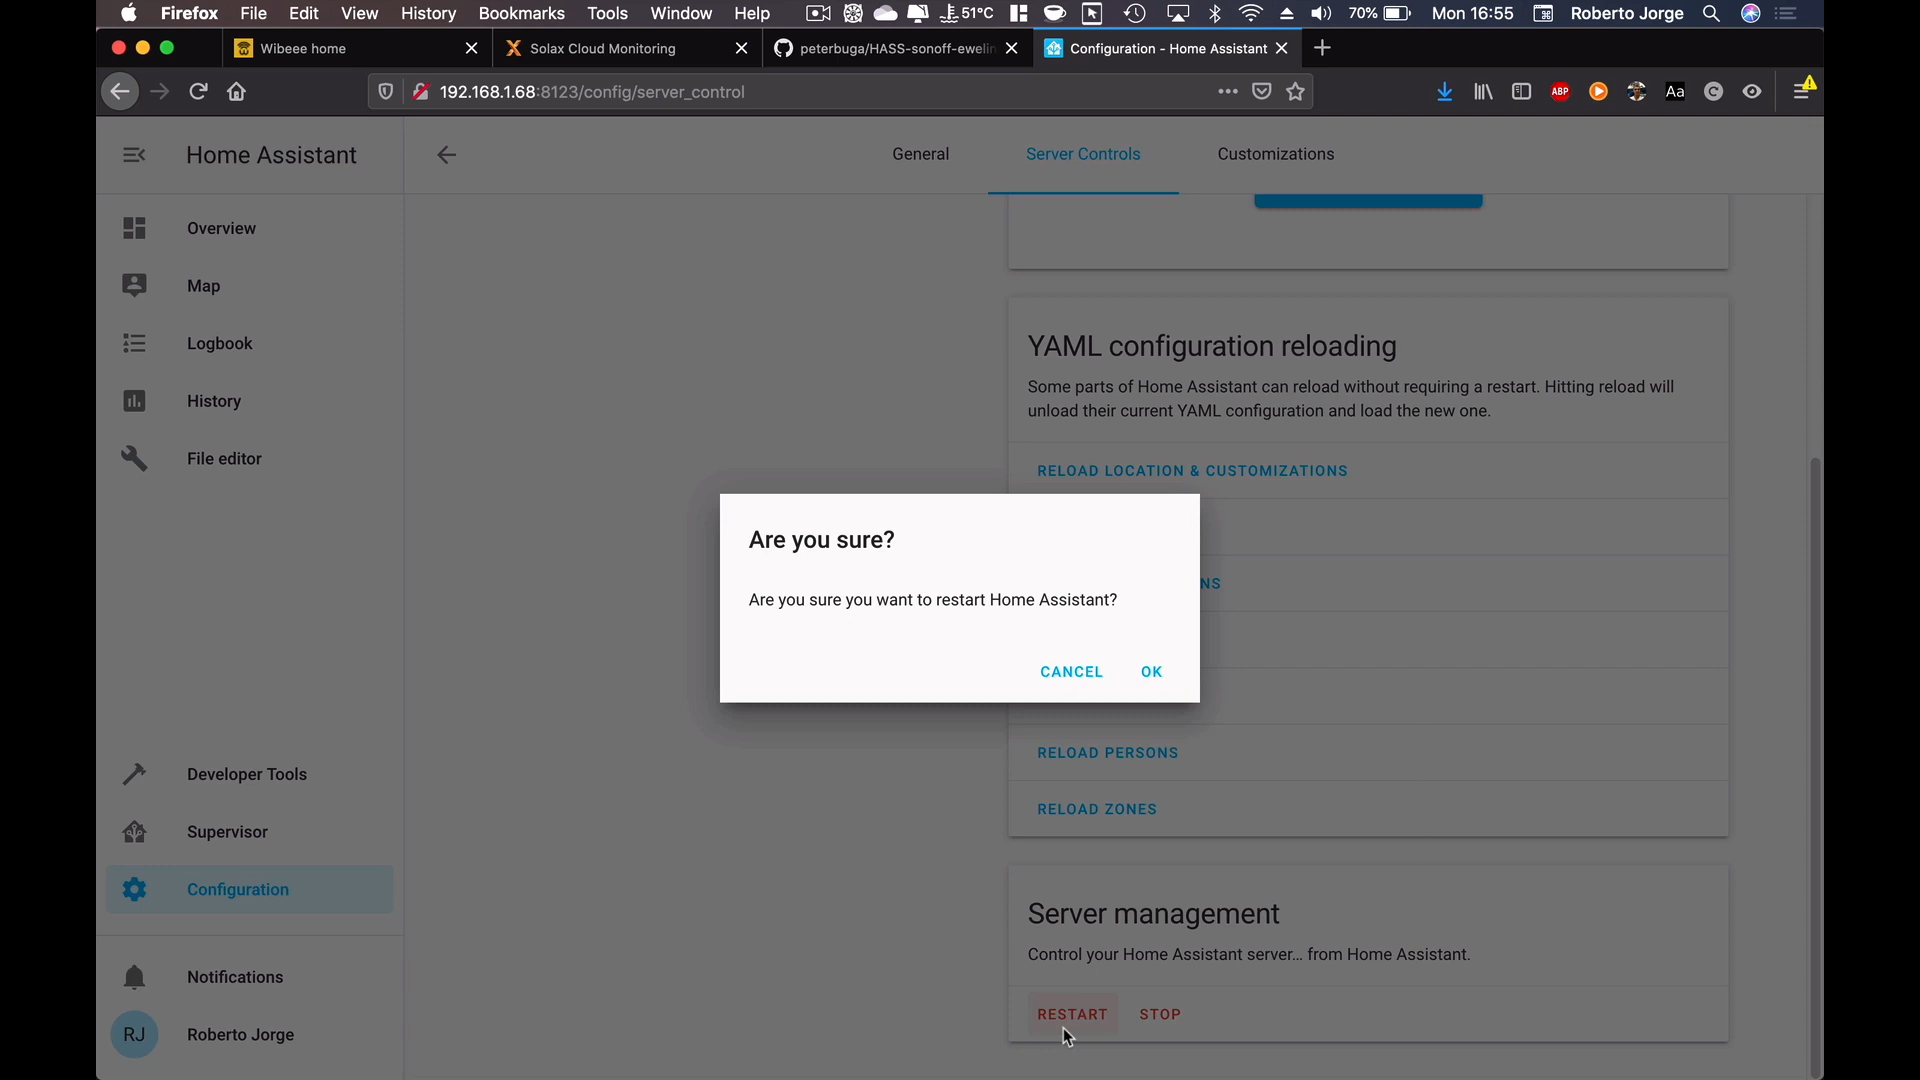 Firefox File Edit View History Bookmarks Tools Window Help 51°C 70% Mon 16:55 Roberto Jorge
Wibeee home
Solax Cloud Monitoring
peterbuga/HASS-sonoff-ewelin
Configuration - Home Assistant
192.168.1.68:8123/config/server_control
ABP
Aa
Home Assistant
General
Server Controls
Customizations
Overview
Map
Logbook
History
File editor
Developer Tools
Supervisor
Configuration
Notifications
RJ
Roberto Jorge
YAML configuration reloading
Some parts of Home Assistant can reload without requiring a restart. Hitting reload will
unload their current YAML configuration and load the new one.
RELOAD LOCATION & CUSTOMIZATIONS
NS
Are you sure?
Are you sure you want to restart Home Assistant?
CANCEL OK
RELOAD PERSONS
RELOAD ZONES
Server management
Control your Home Assistant server... from Home Assistant.
RESTART STOP